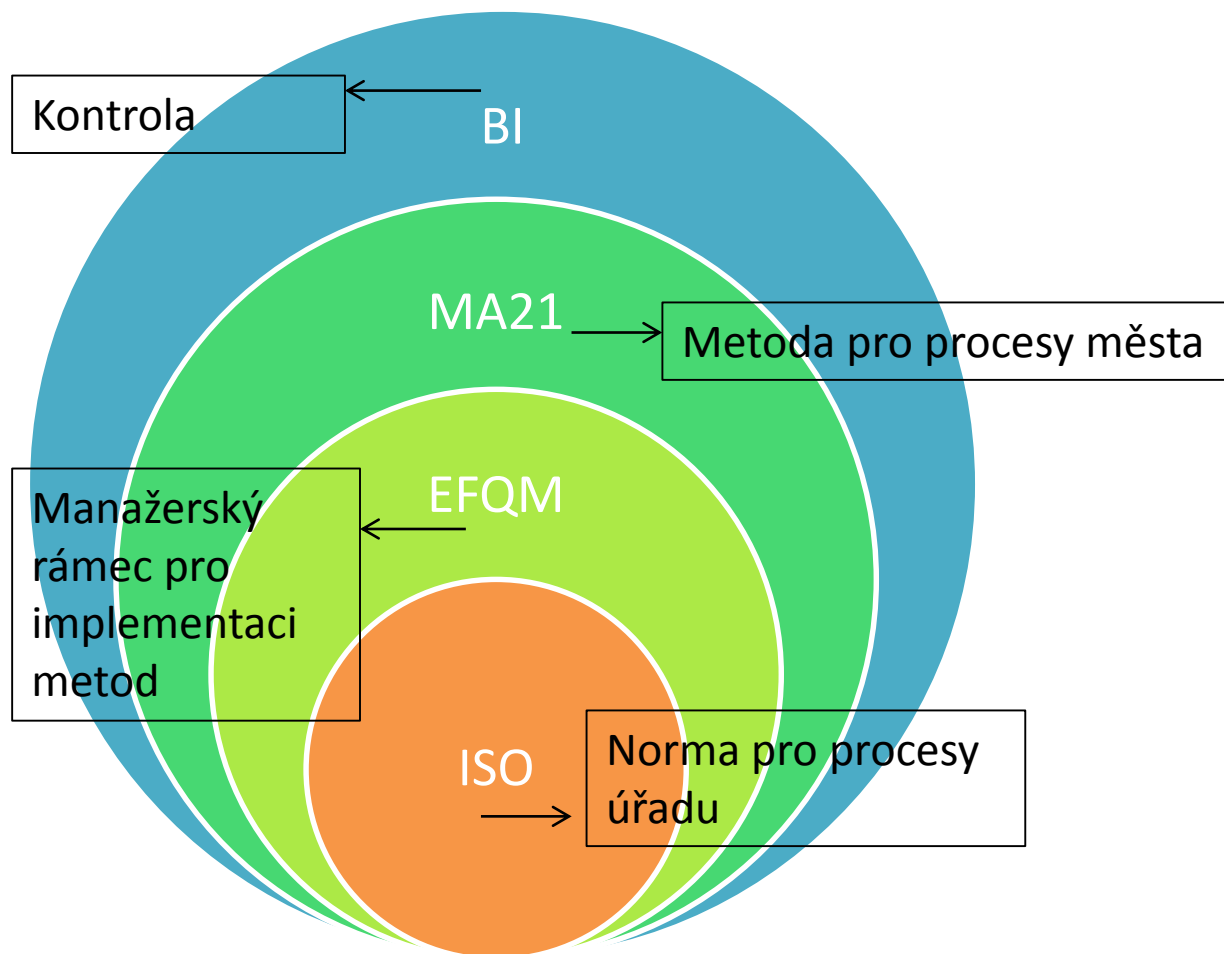 Kontrola
BI
MA21
Metoda pro procesy města
EFQM
Manažerský
rámec pro
implementaci
metod
ISO
Norma pro procesy
úřadu